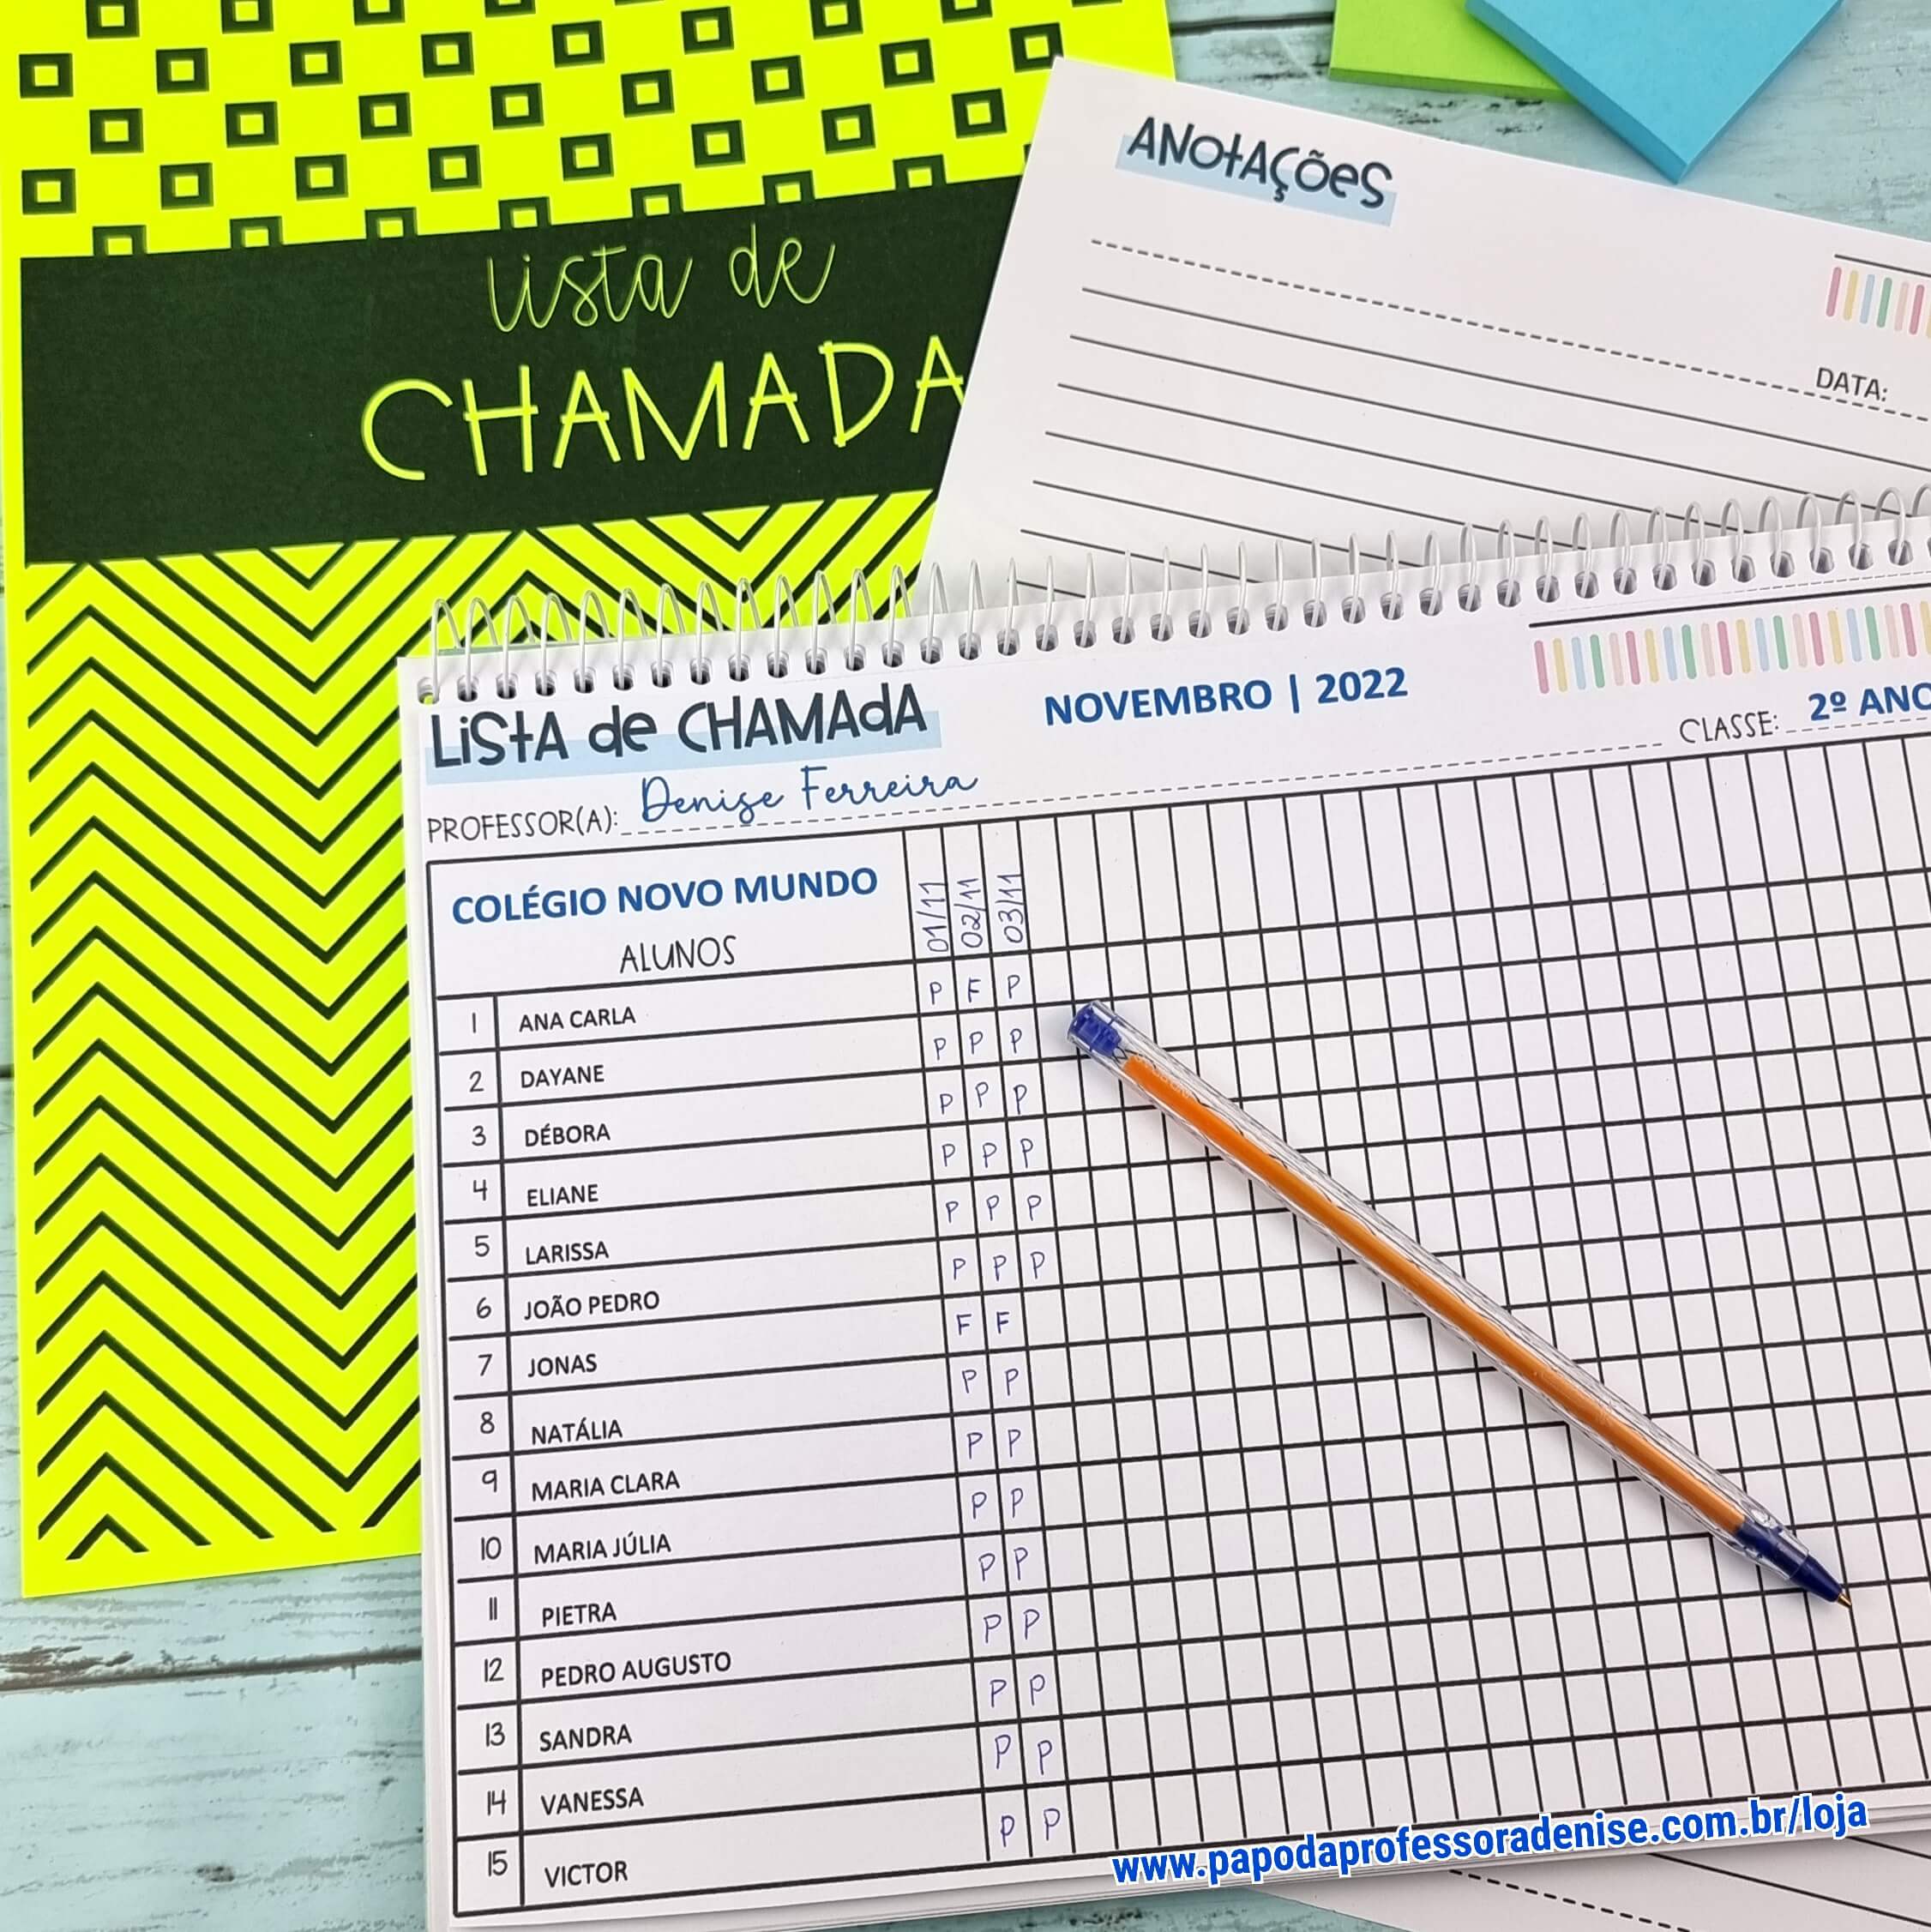 lista de
CHAMADA
ANOTAÇÕES
DATA:
LISTA de CHAMADA
NOVEMBRO | 2022
PROFESSOR(A): Denise Ferreira
CLASSE: 2º ANO
COLÉGIO NOVO MUNDO
ALUNOS
01/11 02/11 03/11
1 ANA CARLA P F P
2 DAYANE P P P
3 DÉBORA P P P
4 ELIANE P P P
5 LARISSA P P P
6 JOÃO PEDRO P P P
7 JONAS F F
8 NATÁLIA P P
9 MARIA CLARA P P
10 MARIA JÚLIA P P
11 PIETRA P P
12 PEDRO AUGUSTO P P
13 SANDRA P P
14 VANESSA P P
15 VICTOR P P
www.papodaprofessoradenise.com.br/loja